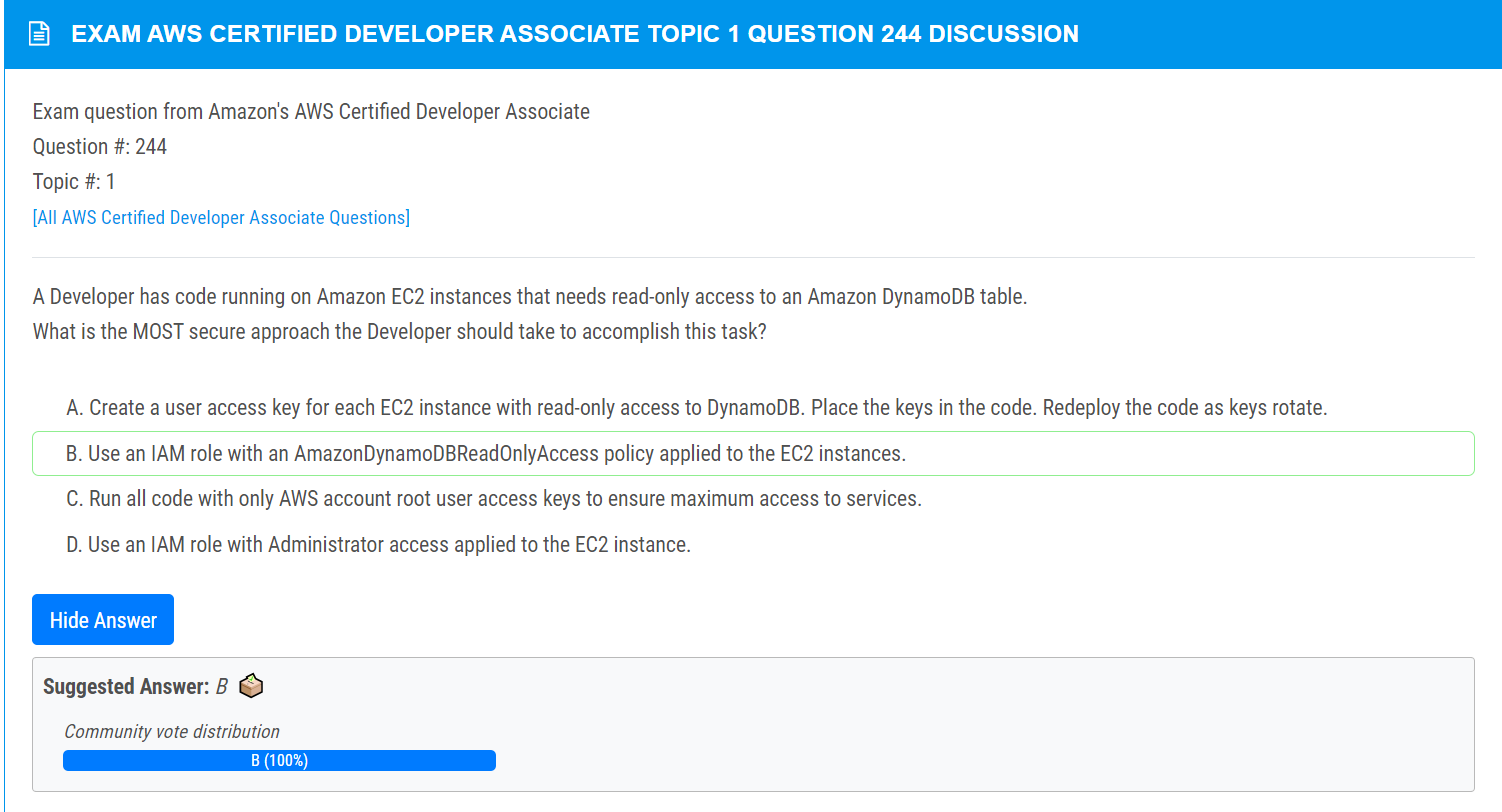 EXAM AWS CERTIFIED DEVELOPER ASSOCIATE TOPIC 1 QUESTION 244 DISCUSSION
Exam question from Amazon's AWS Certified Developer Associate
Question #: 244
Topic #: 1
[All AWS Certified Developer Associate Questions]
A Developer has code running on Amazon EC2 instances that needs read-only access to an Amazon DynamoDB table.
What is the MOST secure approach the Developer should take to accomplish this task?
A. Create a user access key for each EC2 instance with read-only access to DynamoDB. Place the keys in the code. Redeploy the code as keys rotate.
B. Use an IAM role with an AmazonDynamoDBReadOnlyAccess policy applied to the EC2 instances.
C. Run all code with only AWS account root user access keys to ensure maximum access to services.
D. Use an IAM role with Administrator access applied to the EC2 instance.
Hide Answer
Suggested Answer: B
Community vote distribution
B (100%)